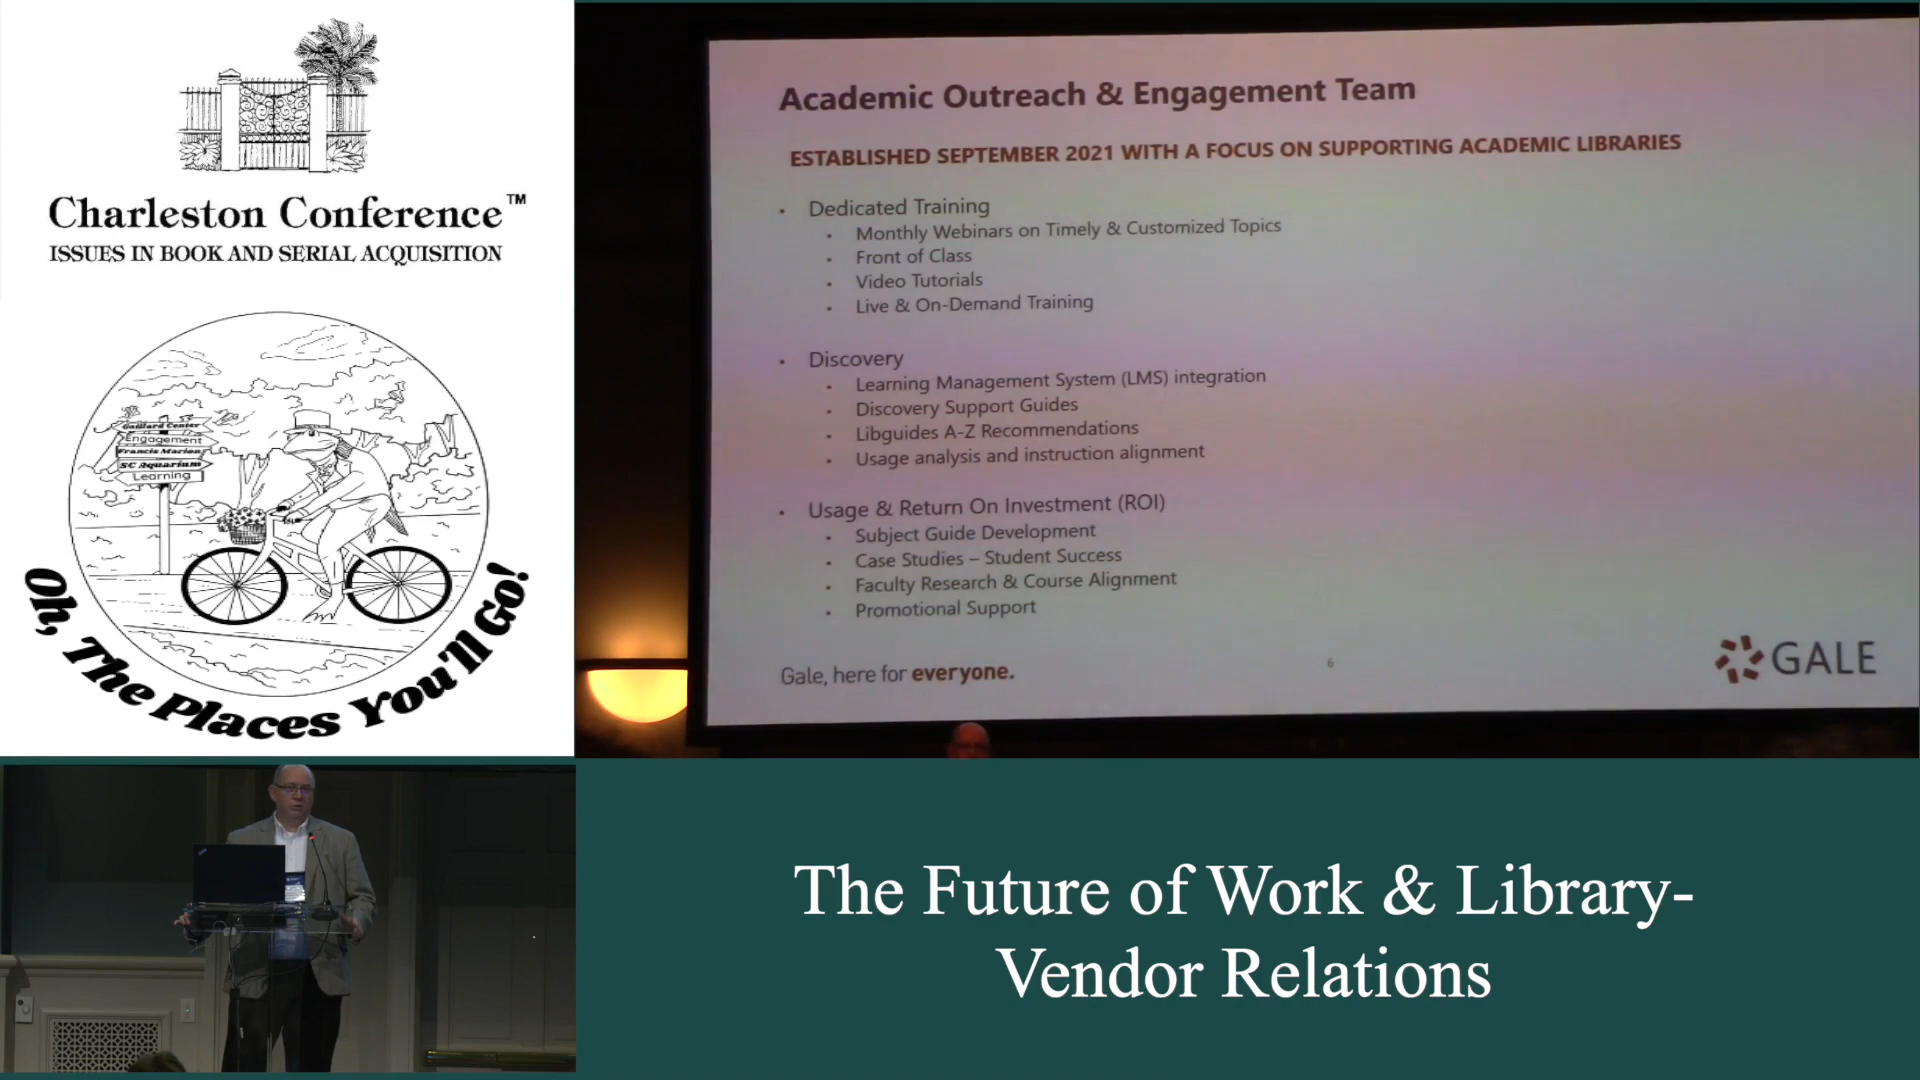 Charleston Conference™
ISSUES IN BOOK AND SERIAL ACQUISITION
Gaillard Center
Engagement
Francis Marion
SC Aquarium
Learning
Oh, The Places You'll Go!
Academic Outreach & Engagement Team
ESTABLISHED SEPTEMBER 2021 WITH A FOCUS ON SUPPORTING ACADEMIC LIBRARIES
• Dedicated Training
• Monthly Webinars on Timely & Customized Topics
• Front of Class
• Video Tutorials
• Live & On-Demand Training
• Discovery
• Learning Management System (LMS) integration
• Discovery Support Guides
• Libguides A-Z Recommendations
• Usage analysis and instruction alignment
• Usage & Return On Investment (ROI)
• Subject Guide Development
• Case Studies – Student Success
• Faculty Research & Course Alignment
• Promotional Support
Gale, here for everyone.
6
GALE
The Future of Work & Library-
Vendor Relations